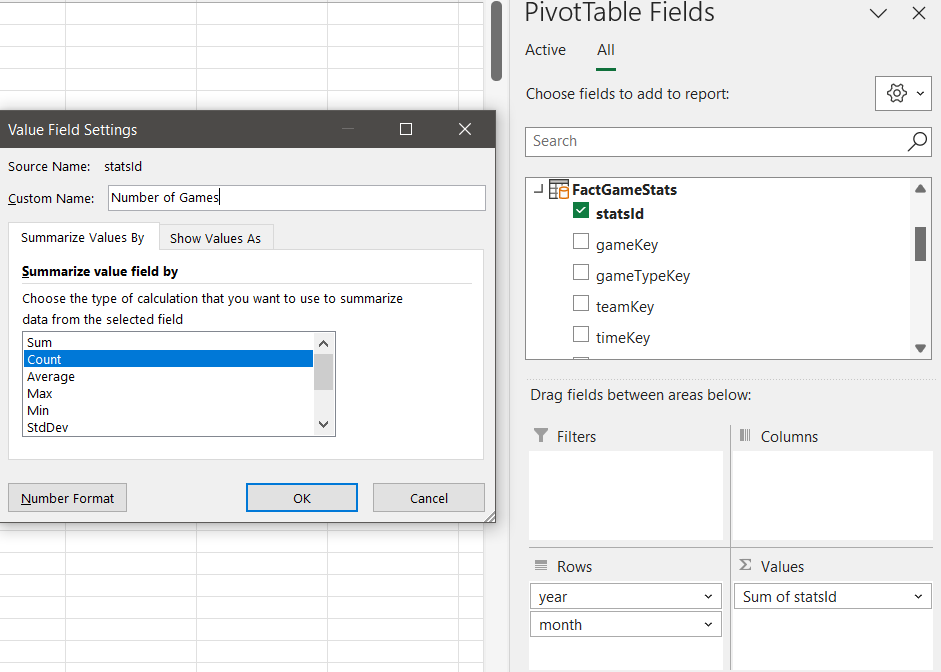 PivotTable Fields
Active All
Choose fields to add to report:
Search
FactGameStats
statsId
gameKey
gameTypeKey
teamKey
timeKey
Drag fields between areas below:
Filters
Columns
Rows
year
month
Σ Values
Sum of statsId
Value Field Settings
Source Name: statsId
Custom Name: Number of Games
Summarize Values By
Show Values As
Summarize value field by
Choose the type of calculation that you want to use to summarize
data from the selected field
Sum
Count
Average
Max
Min
StdDev
Number Format
OK
Cancel